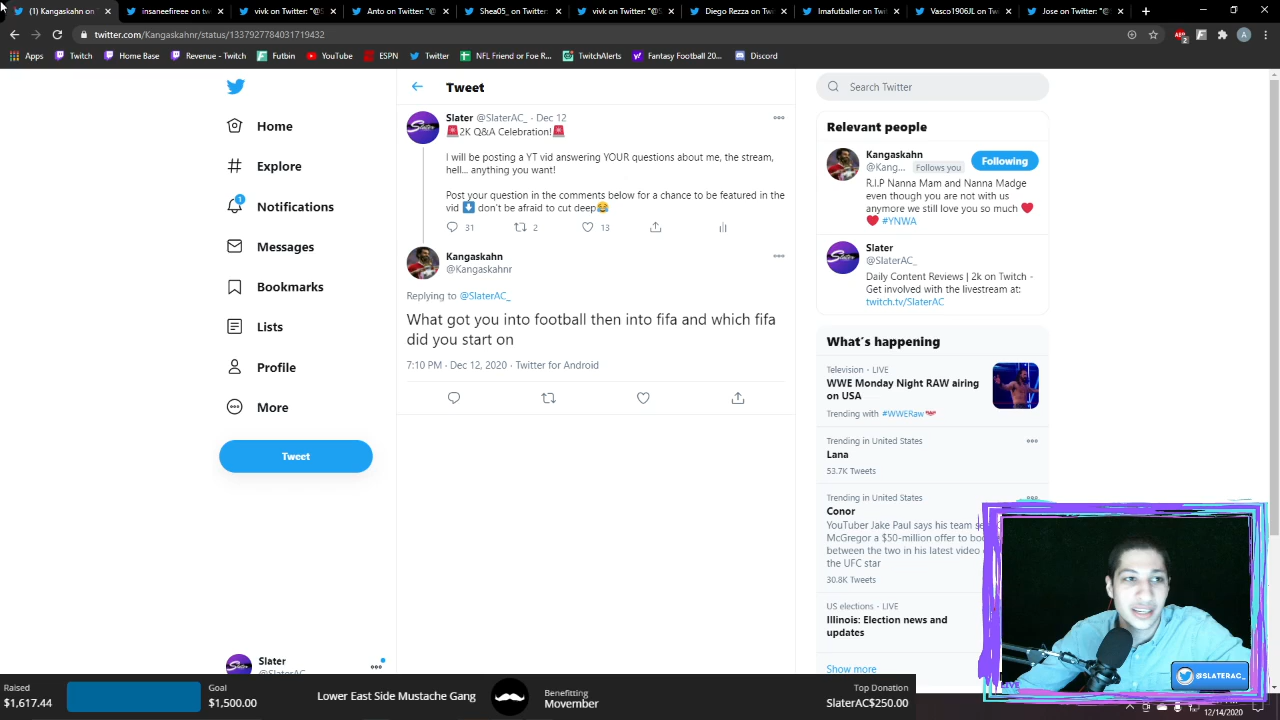 (1) Kangaskahn on
insaneefreor on tw
vivk on Twitter: "@S
Anto on Twitter: "@
Shea05_ on Twitter:
vivk on Twitter: "@S
Diego Rezza on Twi
imafutballer on Twi
Vasco1906JL on Tw
Josh on Twitter: "@
twitter.com/Kangaskahnr/status/1337927784031719432
Apps
Twitch
Home Base
Revenue - Twitch
Futbin
YouTube
ESPN
Twitter
NFL Friend or Foe R...
TwitchAlerts
Fantasy Football 20...
Discord
Tweet
Search Twitter
1
Home
Explore
Notifications
Messages
Bookmarks
Lists
Profile
More
Tweet
Slater
Slater @SlaterAC_ · Dec 12
🚨2K Q&A Celebration!🚨
I will be posting a YT vid answering YOUR questions about me, the stream,
hell... anything you want!
Post your question in the comments below for a chance to be featured in the
vid ⬇️ don't be afraid to cut deep😂
31 2 13
Kangaskahn
@Kangaskahnr
Replying to @SlaterAC_
What got you into football then into fifa and which fifa
did you start on
7:10 PM · Dec 12, 2020 · Twitter for Android
Relevant people
Kangaskahn
@Kang... Follows you
Following
R.I.P Nanna Mam and Nanna Madge
even though you are not with us
anymore we still love you so much ❤️
❤️ #YNWA
Slater
@SlaterAC_
Daily Content Reviews | 2k on Twitch -
Get involved with the livestream at:
twitch.tv/SlaterAC
What's happening
Television · LIVE
WWE Monday Night RAW airing
on USA
Trending with #WWERaw
Trending in United States
Lana
53.7K Tweets
Trending in United States
Conor
YouTuber Jake Paul says his team
McGregor a $50-million offer to
between the two in his latest video
the UFC star
30.8K Tweets
US elections · LIVE
Illinois: Election news and
updates
Show more
@SLATERAC_
LIVE
Raised
$1,617.44
Goal
$1,500.00
Lower East Side Mustache Gang
Benefitting
Movember
Top Donation
SlaterAC$250.00
12/14/2020